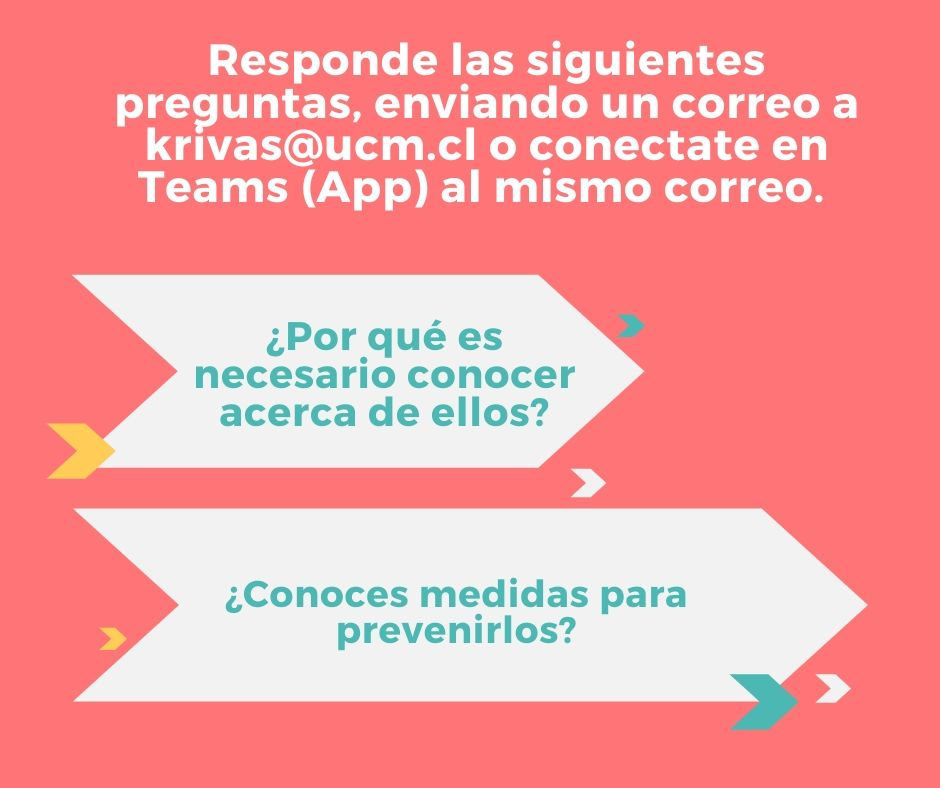 Responde las siguientes
preguntas, enviando un correo a
krivas@ucm.cl o conectate en
Teams (App) al mismo correo.
¿Por qué es
necesario conocer
acerca de ellos?
¿Conoces medidas para
prevenirlos?